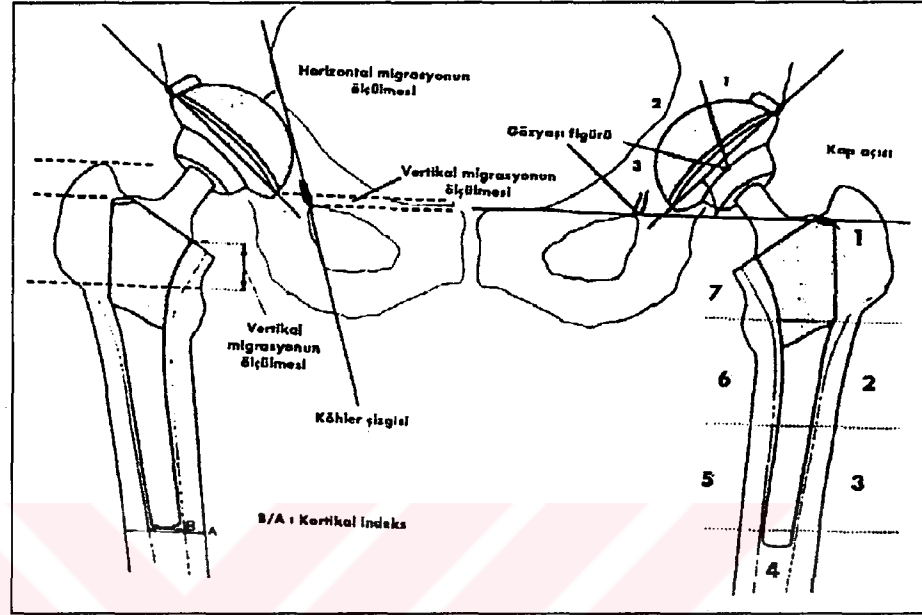 Horizontal migrasyonun
ölçülmesi
1
2
Gözyaşı figürü
Kap açısı
3
Vertikal migrasyonun
ölçülmesi
1
7
Vertikal
migrasyonun
ölçülmesi
6
2
Köhler çizgisi
5
3
B/A : Kortikal indeks
B
A
4